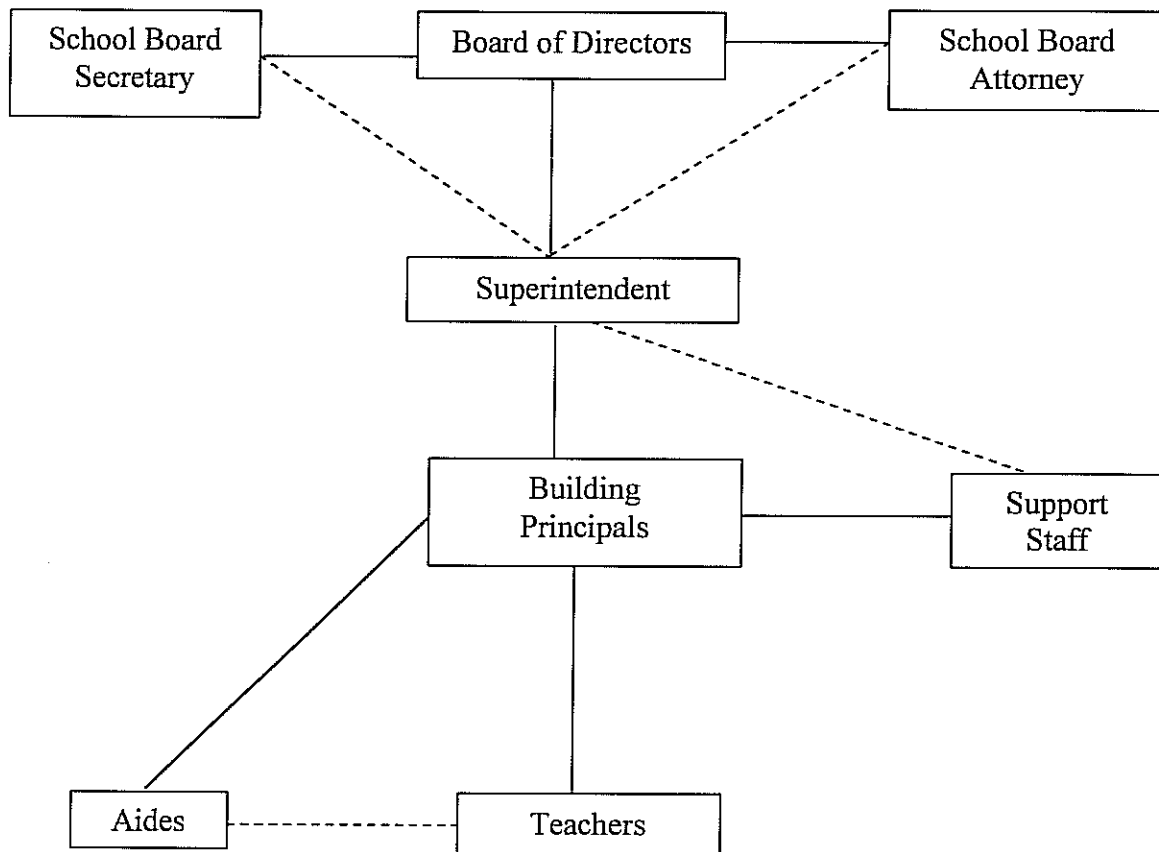 School Board
Secretary
Board of Directors
School Board
Attorney
Superintendent
Building
Principals
Support
Staff
Aides
Teachers